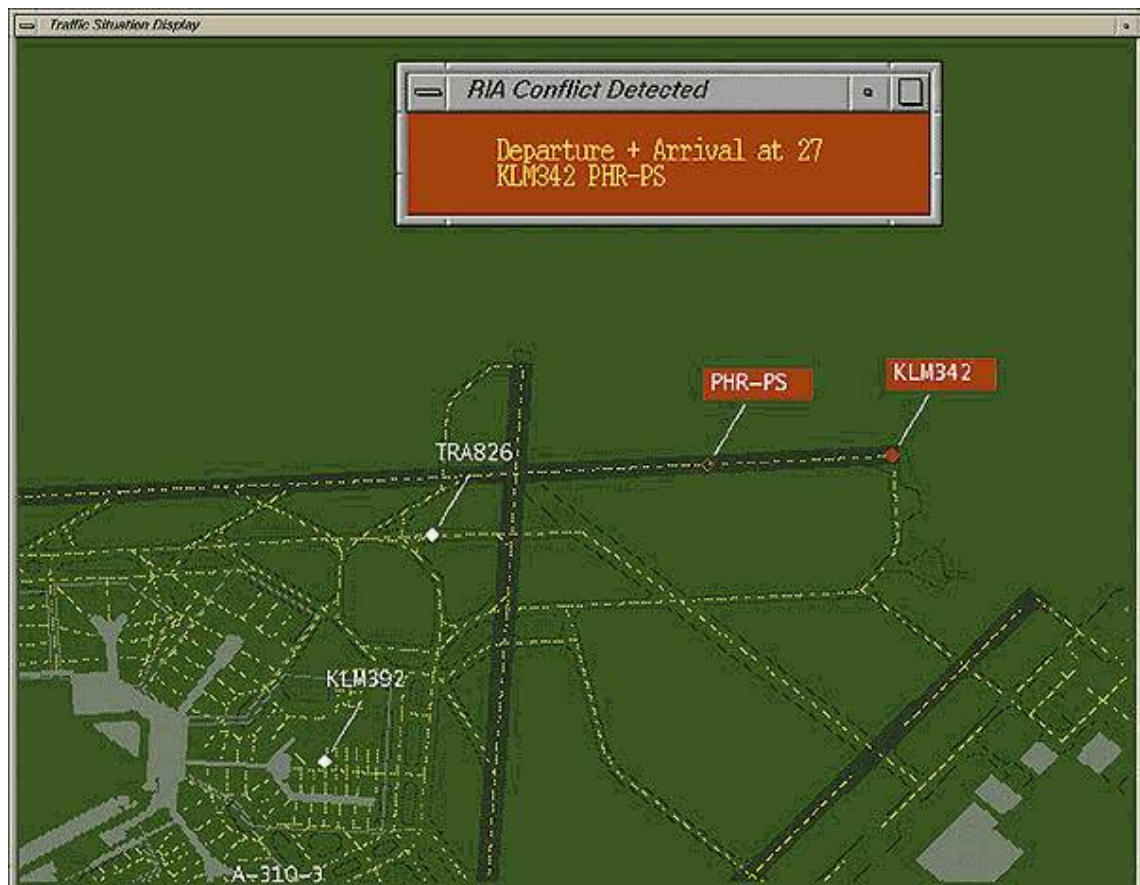 Traffic Situation Display
RIA Conflict Detected
Departure + Arrival at 27
KLM342 PHR-PS
PHR-PS
KLM342
TRA826
KLM392
A-310-3